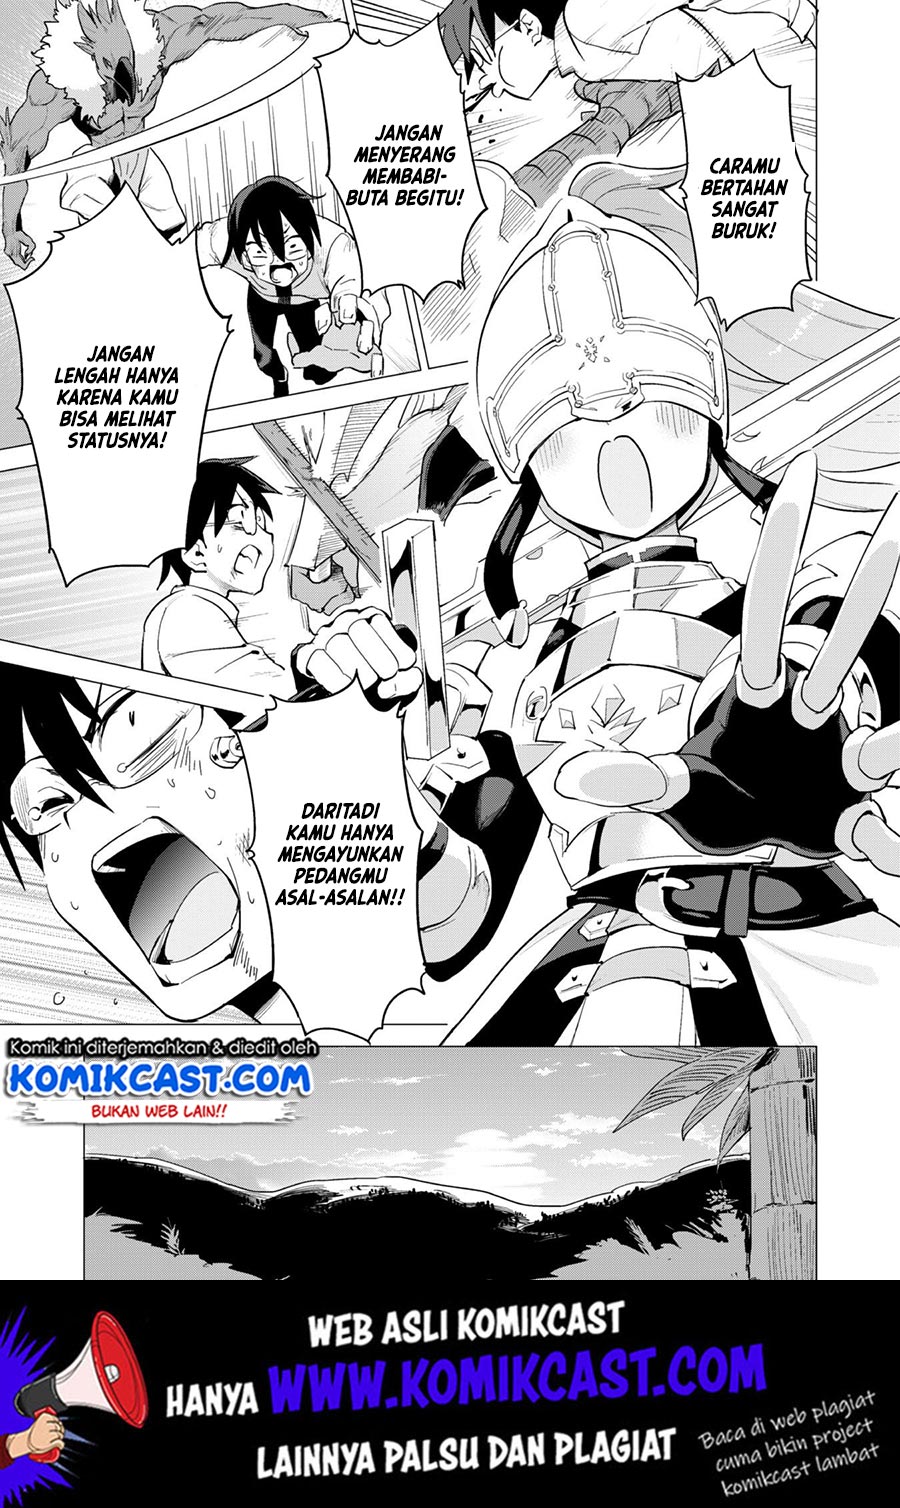 CARAMU
BERTAHAN
SANGAT
BURUK!
JANGAN
MENYERANG
MEMBABI-
BUTA BEGITU!
JANGAN
LENGAH HANYA
KARENA KAMU
BISA MELIHAT
STATUSNYA!
DARITADI
KAMU HANYA
MENGAYUNKAN
PEDANGMU
ASAL-ASALAN!!
Komik ini diterjemahkan & diedit oleh
KOMIKCAST.COM
BUKAN WEB LAIN!!
WEB ASLI KOMIKCAST
HANYA WWW.KOMIKCAST.COM
LAINNYA PALSU DAN PLAGIAT
Baca di web plagiat
cuma bikin project
komikcast lambat